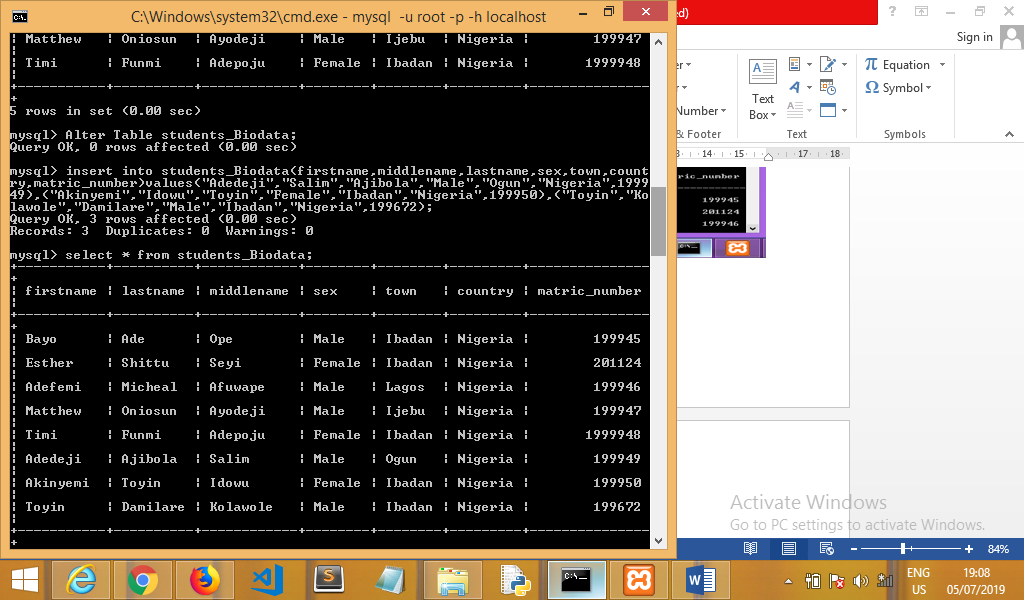 C:\Windows\system32\cmd.exe - mysql -u root -p -h localhost
| Matthew | Oniosun | Ayodeji | Male | Ijebu | Nigeria | 199947
|
| Timi | Funmi | Adepoju | Female | Ibadan | Nigeria | 1999948
|
+-----------+----------+------------+--------+--------+---------+---------------
+
5 rows in set (0.00 sec)
mysql> Alter Table students_Biodata;
Query OK, 0 rows affected (0.00 sec)
mysql> insert into students_Biodata(firstname,middlename,lastname,sex,town,count
ry,matric_number)values("Adedeji","Salim","Ajibola","Male","Ogun","Nigeria",1999
49),("Akinyemi","Idowu","Toyin","Female","Ibadan","Nigeria",199950),("Toyin","Ko
lawole","Damilare","Male","Ibadan","Nigeria",199672);
Query OK, 3 rows affected (0.00 sec)
Records: 3 Duplicates: 0 Warnings: 0
mysql> select * from students_Biodata;
+-----------+----------+------------+--------+--------+---------+---------------
+
| firstname | lastname | middlename | sex | town | country | matric_number
|
+-----------+----------+------------+--------+--------+---------+---------------
+
| Bayo | Ade | Ope | Male | Ibadan | Nigeria | 199945
|
| Esther | Shittu | Seyi | Female | Ibadan | Nigeria | 201124
|
| Adefemi | Micheal | Afuwape | Male | Lagos | Nigeria | 199946
|
| Matthew | Oniosun | Ayodeji | Male | Ijebu | Nigeria | 199947
|
| Timi | Funmi | Adepoju | Female | Ibadan | Nigeria | 1999948
|
| Adedeji | Ajibola | Salim | Male | Ogun | Nigeria | 199949
|
| Akinyemi | Toyin | Idowu | Female | Ibadan | Nigeria | 199950
|
| Toyin | Damilare | Kolawole | Male | Ibadan | Nigeria | 199672
|
+-----------+----------+------------+--------+--------+---------+---------------
+
ed)
Sign in
Number
& Footer
Text
Box
Text
π Equation
Ω Symbol
Symbols
14 15 17 18
ric_number
199945
201124
199946
Activate Windows
Go to PC settings to activate Windows.
84%
ENG
US
19:08
05/07/2019